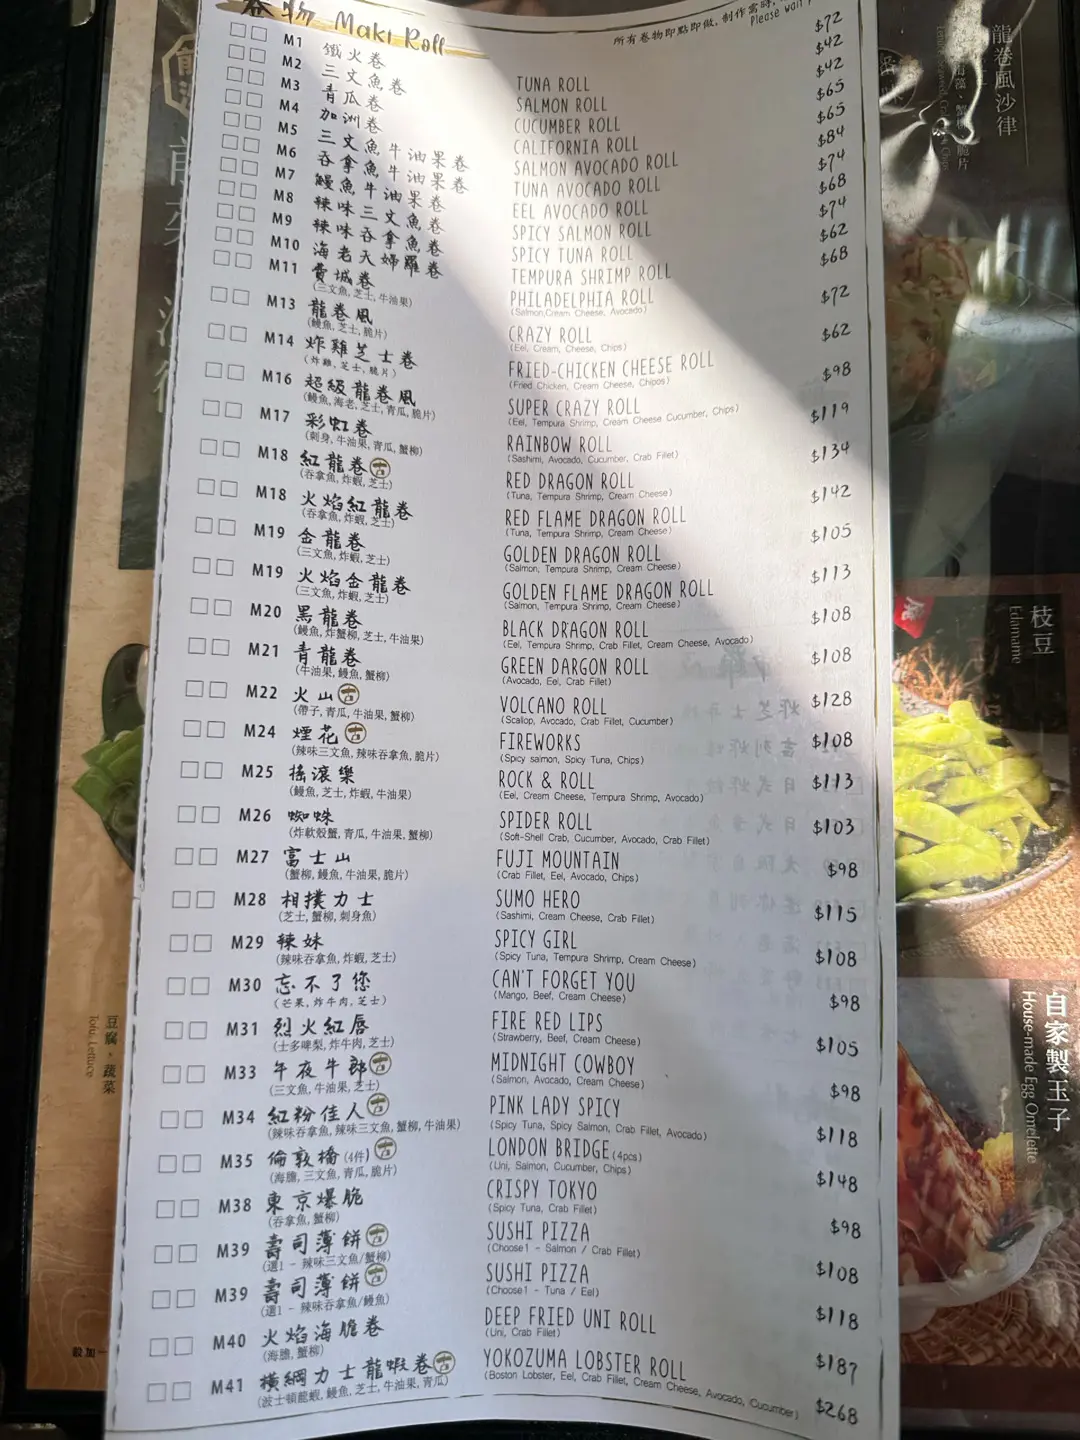 卷物 Maki Roll
所有卷物即點即做, 制作需時,
Please wait
M1 鐵火卷 TUNA ROLL $72
M2 三文魚卷 SALMON ROLL $42
M3 青瓜卷 CUCUMBER ROLL $42
M4 加洲卷 CALIFORNIA ROLL $65
M5 三文魚牛油果卷 SALMON AVOCADO ROLL $65
M6 吞拿魚牛油果卷 TUNA AVOCADO ROLL $84
M7 鰻魚牛油果卷 EEL AVOCADO ROLL $74
M8 辣味三文魚卷 SPICY SALMON ROLL $68
M9 辣味吞拿魚卷 SPICY TUNA ROLL $74
M10 海老天婦羅卷 TEMPURA SHRIMP ROLL $62
M11 費城卷 PHILADELPHIA ROLL $68
(三文魚, 芝士, 牛油果) (Salmon,Cream Cheese, Avocado)
M13 龍卷風 CRAZY ROLL $72
(鰻魚, 芝士, 脆片) (Eel, Cream, Cheese, Chips)
M14 炸雞芝士卷 FRIED-CHICKEN CHEESE ROLL $62
(炸雞, 芝士, 脆片) (Fried Chicken, Cream Cheese, Chipos)
M16 超級龍卷風 SUPER CRAZY ROLL $98
(鰻魚, 海老, 芝士, 青瓜, 脆片) (Eel, Tempura Shrimp, Cream Cheese Cucumber, Chips)
M17 彩虹卷 RAINBOW ROLL $119
(刺身, 牛油果, 青瓜, 蟹柳) (Sashimi, Avocado, Cucumber, Crab Fillet)
M18 紅龍卷 吉 RED DRAGON ROLL $134
(吞拿魚, 炸蝦, 芝士) (Tuna, Tempura Shrimp, Cream Cheese)
M18 火焰紅龍卷 RED FLAME DRAGON ROLL $142
(吞拿魚, 炸蝦, 芝士) (Tuna, Tempura Shrimp, Cream Cheese)
M19 金龍卷 GOLDEN DRAGON ROLL $105
(三文魚, 炸蝦, 芝士) (Salmon, Tempura Shrimp, Cream Cheese)
M19 火焰金龍卷 GOLDEN FLAME DRAGON ROLL $113
(三文魚, 炸蝦, 芝士) (Salmon, Tempura Shrimp, Cream Cheese)
M20 黑龍卷 BLACK DRAGON ROLL $108
(鰻魚, 炸蟹柳, 芝士, 牛油果) (Eel, Tempura Shrimp, Crab Fillet, Cream Cheese, Avocado)
M21 青龍卷 GREEN DARGON ROLL $108
(牛油果, 鰻魚, 蟹柳) (Avocado, Eel, Crab Fillet)
M22 火山 吉 VOLCANO ROLL $128
(帶子, 青瓜, 牛油果, 蟹柳) (Scallop, Avocado, Crab Fillet, Cucumber)
M24 煙花 吉 FIREWORKS $108
(辣味三文魚, 辣味吞拿魚, 脆片) (Spicy salmon, Spicy Tuna, Chips)
M25 搖滾樂 ROCK & ROLL $113
(鰻魚, 芝士, 炸蝦, 牛油果) (Eel, Cream Cheese, Tempura Shrimp, Avocado)
M26 蜘蛛 SPIDER ROLL $103
(炸軟殼蟹, 青瓜, 牛油果, 蟹柳) (Soft-Shell Crab, Cucumber, Avocado, Crab Fillet)
M27 富士山 FUJI MOUNTAIN $98
(蟹柳, 鰻魚, 牛油果, 脆片) (Crab Fillet, Eel, Avocado, Chips)
M28 相撲力士 SUMO HERO $115
(芝士, 蟹柳, 刺身魚) (Sashimi, Cream Cheese, Crab Fillet)
M29 辣妹 SPICY GIRL $108
(辣味吞拿魚, 炸蝦, 芝士) (Spicy Tuna, Tempura Shrimp, Cream Cheese)
M30 忘不了您 CAN'T FORGET YOU $98
(芒果, 炸牛肉, 芝士) (Mango, Beef, Cream Cheese)
M31 烈火紅唇 FIRE RED LIPS $105
(士多啤梨, 炸牛肉, 芝士) (Strawberry, Beef, Cream Cheese)
M33 午夜牛郎 吉 MIDNIGHT COWBOY $98
(三文魚, 牛油果, 芝士) (Salmon, Avocado, Cream Cheese)
M34 紅粉佳人 吉 PINK LADY SPICY $118
(辣味吞拿魚, 辣味三文魚, 蟹柳, 牛油果) (Spicy Tuna, Spicy Salmon, Crab Fillet, Avocado)
M35 倫敦橋 (4件) 吉 LONDON BRIDGE (4pcs) $148
(海膽, 三文魚, 青瓜, 脆片) (Uni, Salmon, Cucumber, Chips)
M38 東京爆脆 CRISPY TOKYO $98
(吞拿魚, 蟹柳) (Spicy Tuna, Crab Fillet)
M39 壽司薄餅 吉 SUSHI PIZZA $108
(選1 - 辣味三文魚/蟹柳) (Choose1 - Salmon / Crab Fillet)
M39 壽司薄餅 吉 SUSHI PIZZA $118
(選1 - 辣味吞拿魚/鰻魚) (Choose1 - Tuna / Eel)
M40 火焰海膽卷 DEEP FRIED UNI ROLL $187
(海膽, 蟹柳) (Uni, Crab Fillet)
M41 橫綱力士龍蝦卷 吉 YOKOZUMA LOBSTER ROLL $268
(波士頓龍蝦, 鰻魚, 芝士, 牛油果, 青瓜) (Boston Lobster, Eel, Crab Fillet, Cream Cheese, Avocado, Cucumber)
龍卷風沙律
枝豆
Edamame
自家製玉子
House-made Egg Omelette
豆腐、蔬菜
Tofu, Lettuce